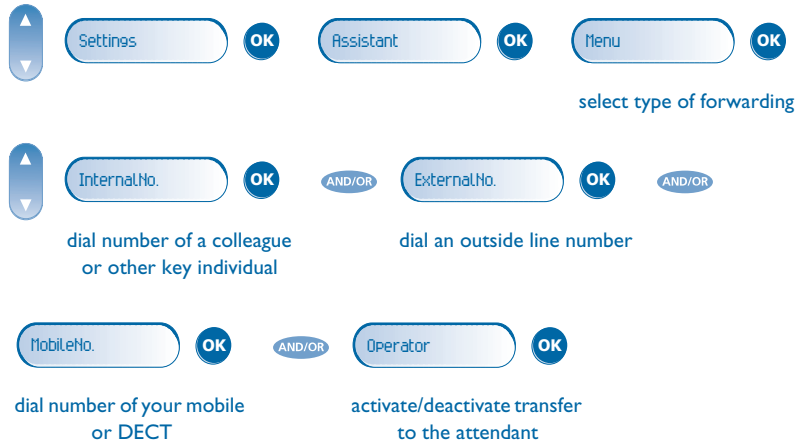 Settings OK Assistant OK Menu OK
select type of forwarding
InternalNo. OK AND/OR ExternalNo. OK AND/OR
dial number of a colleague
or other key individual
dial an outside line number
MobileNo. OK AND/OR Operator OK
dial number of your mobile
or DECT
activate/deactivate transfer
to the attendant